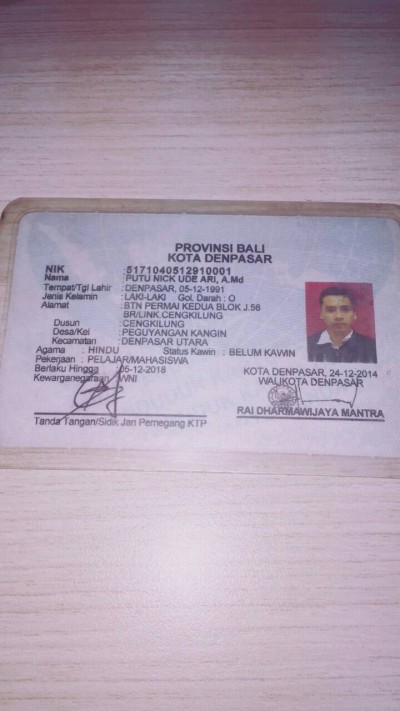 PROVINSI BALI
KOTA DENPASAR
NIK : 5171040512910001
Nama : PUTU NICK UDE ARI, A.Md
Tempat/Tgl Lahir : DENPASAR, 05-12-1991
Jenis Kelamin : LAKI-LAKI Gol. Darah : O
Alamat : BTN PERMAI KEDUA BLOK J.56
BR/LINK.CENGKILUNG
Dusun : CENGKILUNG
Desa/Kel : PEGUYANGAN KANGIN
Kecamatan : DENPASAR UTARA
Agama : HINDU Status Kawin : BELUM KAWIN
Pekerjaan : PELAJAR/MAHASISWA
Berlaku Hingga : 05-12-2018
Kewarganegaraan : WNI
KOTA DENPASAR, 24-12-2014
WALIKOTA DENPASAR
RAI DHARMAWIJAYA MANTRA
Tanda Tangan/Sidik Jari Pemegang KTP